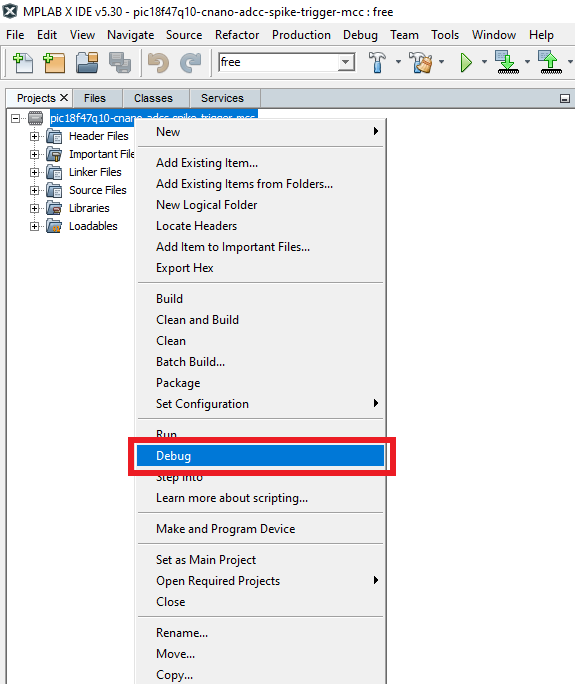 MPLAB X IDE v5.30 - pic18f47q10-cnano-adcc-spike-trigger-mcc : free
File Edit View Navigate Source Refactor Production Debug Team Tools Window Help
free
Projects Files Classes Services
pic18f47q10-cnano-adcc-spike-trigger-mcc
Header Files
Important File
Linker Files
Source Files
Libraries
Loadables
New
Add Existing Item...
Add Existing Items from Folders...
New Logical Folder
Locate Headers
Add Item to Important Files...
Export Hex
Build
Clean and Build
Clean
Batch Build...
Package
Set Configuration
Run
Debug
Step Into
Learn more about scripting...
Make and Program Device
Set as Main Project
Open Required Projects
Close
Rename...
Move...
Copy...